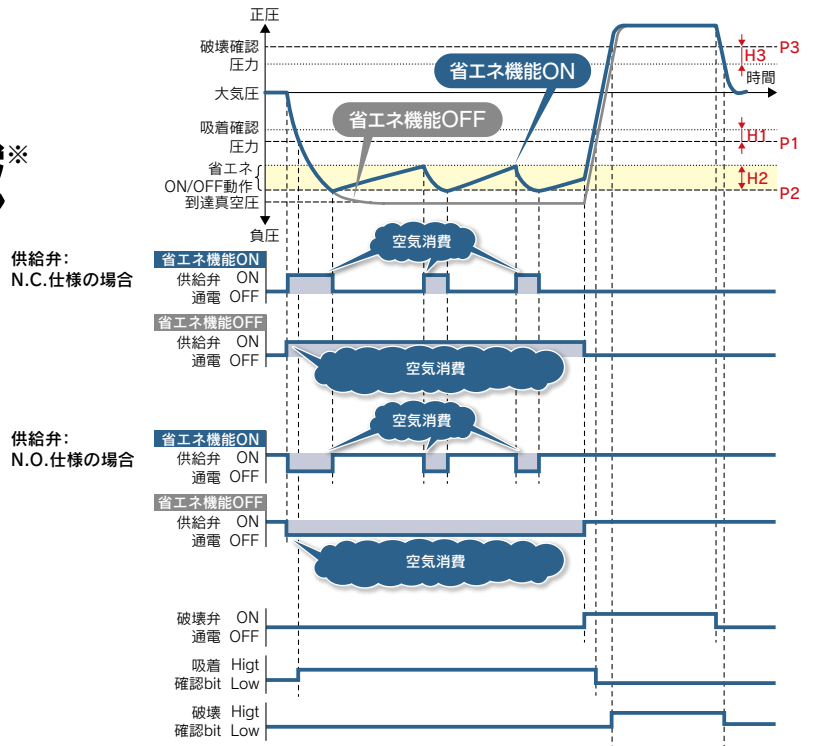 正圧
破壊確認
圧力
大気圧
吸着確認
圧力
省エネ
ON/OFF動作
到達真空圧
負圧
省エネ機能ON
省エネ機能OFF
H3
P3
時間
H1
P1
H2
P2
※
供給弁：
N.C.仕様の場合
省エネ機能ON
供給弁 ON
通電 OFF
空気消費
省エネ機能OFF
供給弁 ON
通電 OFF
空気消費
供給弁：
N.O.仕様の場合
省エネ機能ON
供給弁 ON
通電 OFF
空気消費
省エネ機能OFF
供給弁 ON
通電 OFF
空気消費
破壊弁 ON
通電 OFF
吸着 Higt
確認bit Low
破壊 Higt
確認bit Low